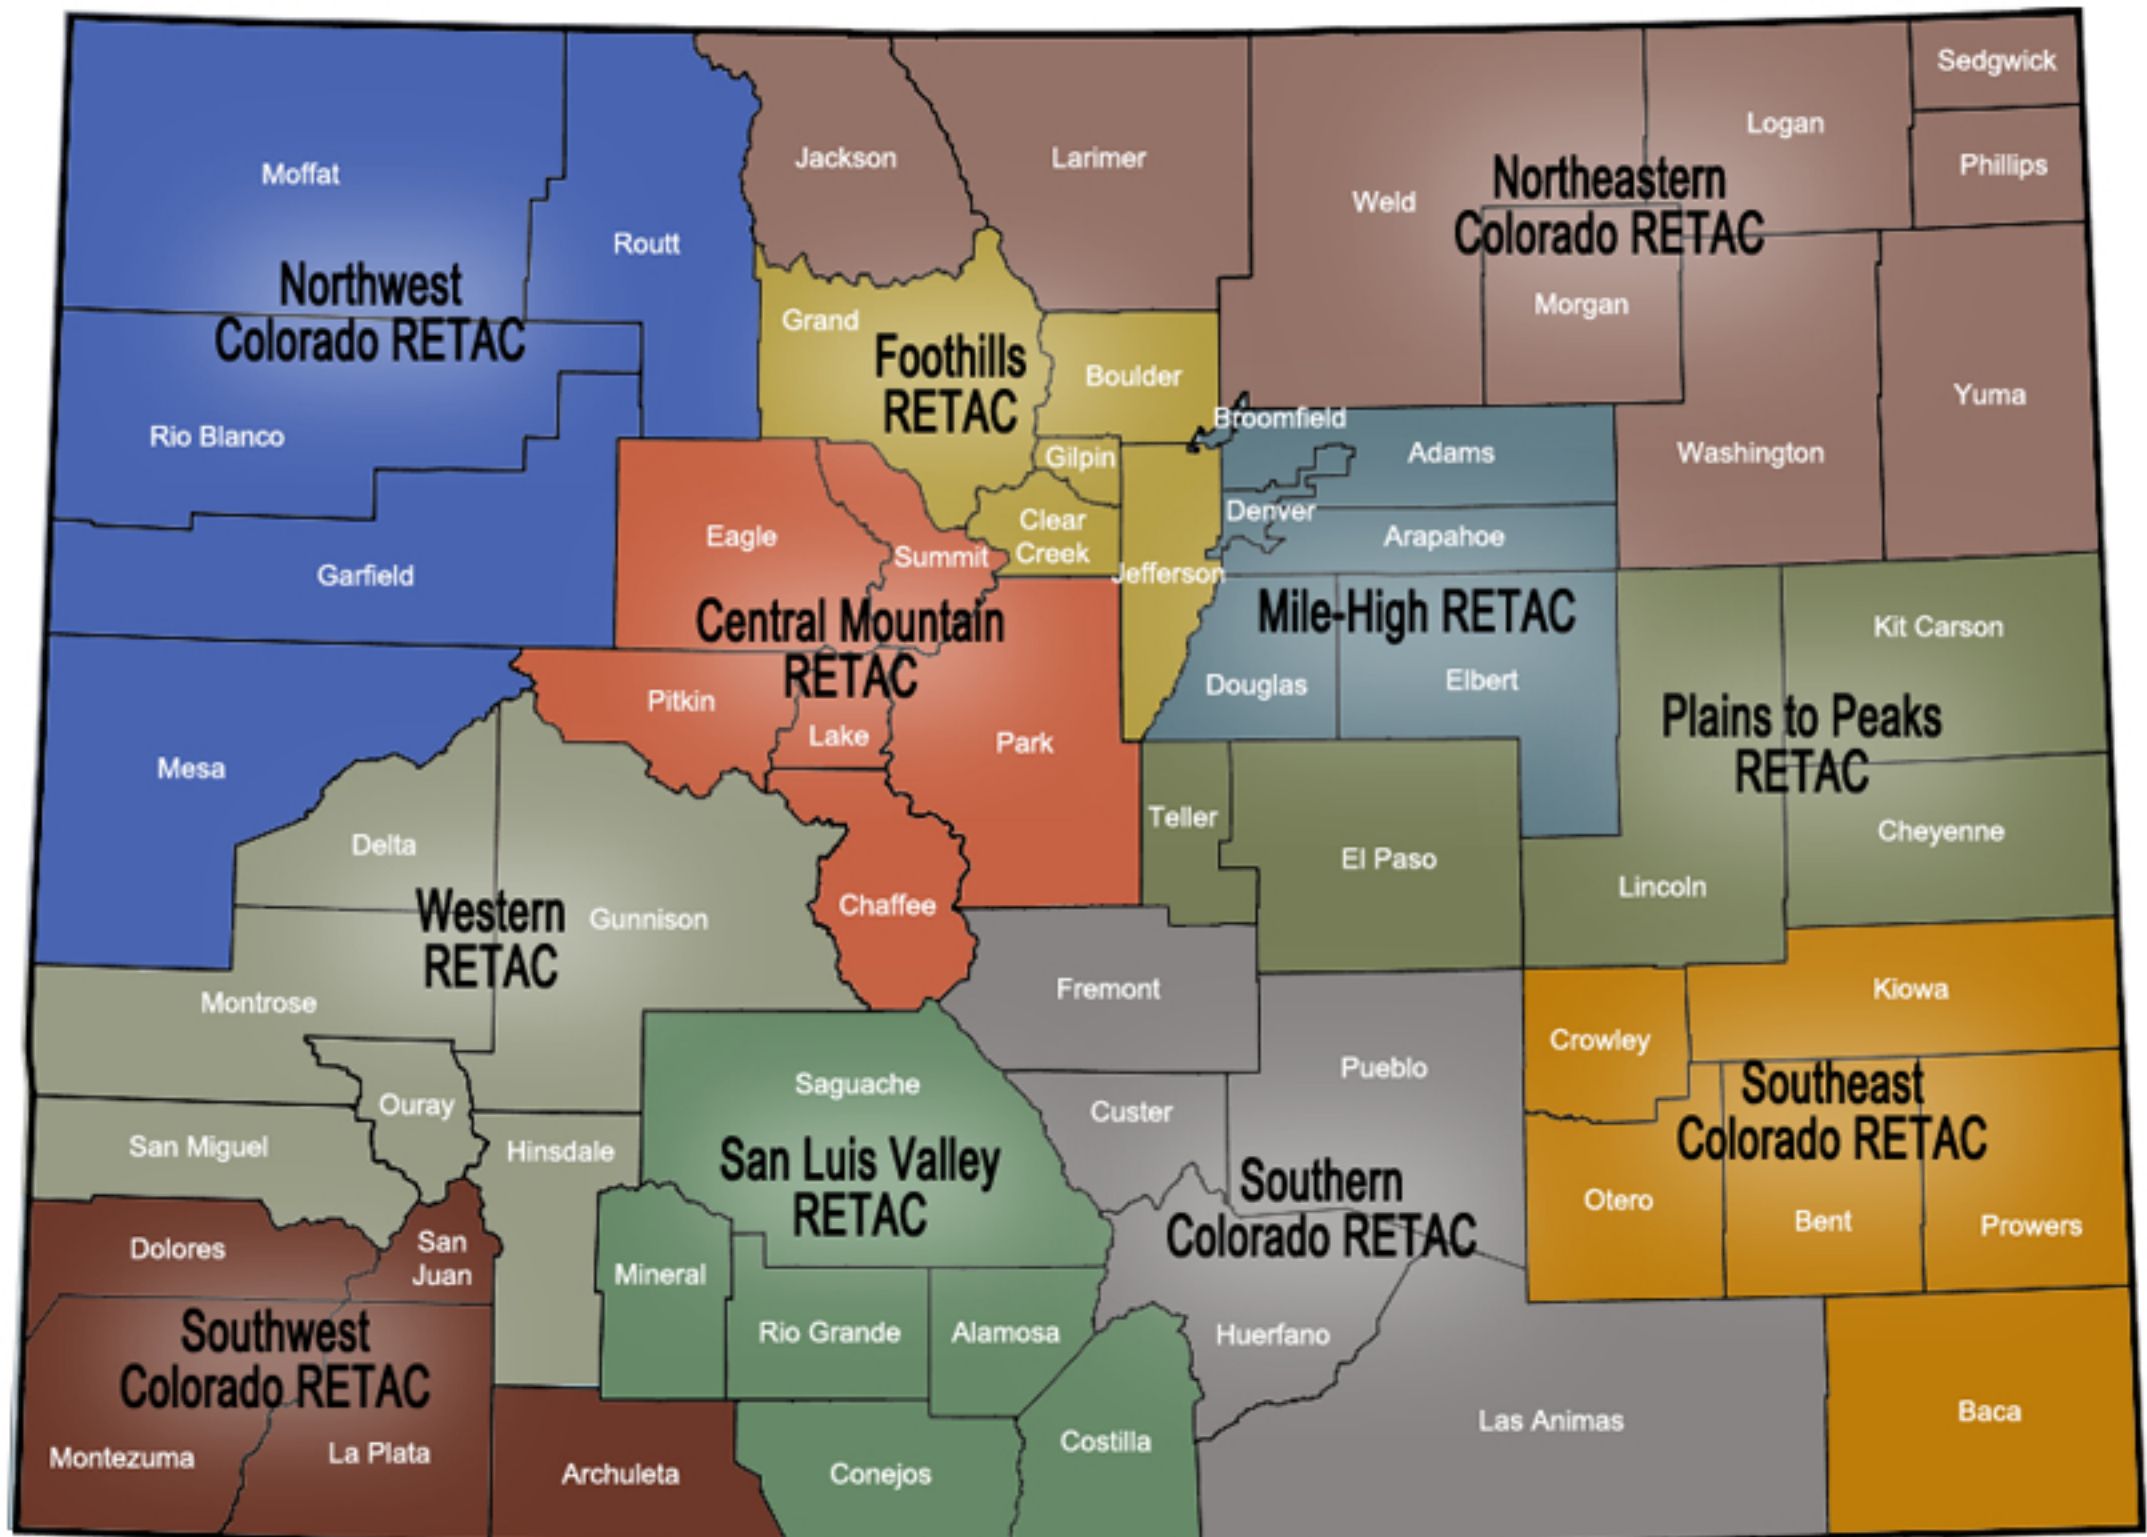 Sedgwick
Logan
Phillips
Jackson
Larimer
Moffat
Northeastern
Colorado RETAC
Weld
Routt
Northwest
Colorado RETAC
Morgan
Grand
Foothills
RETAC
Boulder
Yuma
Broomfield
Rio Blanco
Gilpin
Adams
Washington
Denver
Clear
Creek
Eagle
Summit
Arapahoe
Garfield
Jefferson
Central Mountain
RETAC
Mile-High RETAC
Kit Carson
Pitkin
Douglas
Elbert
Plains to Peaks
RETAC
Lake
Park
Mesa
Teller
Delta
El Paso
Cheyenne
Lincoln
Chaffee
Western
RETAC
Gunnison
Fremont
Kiowa
Montrose
Crowley
Pueblo
Saguache
Ouray
Custer
Southeast
Colorado RETAC
San Miguel
Hinsdale
San Luis Valley
RETAC
Southern
Colorado RETAC
Otero
Bent
Prowers
Dolores
San
Juan
Mineral
Southwest
Colorado RETAC
Rio Grande
Alamosa
Huerfano
Baca
Las Animas
Costilla
Montezuma
La Plata
Archuleta
Conejos